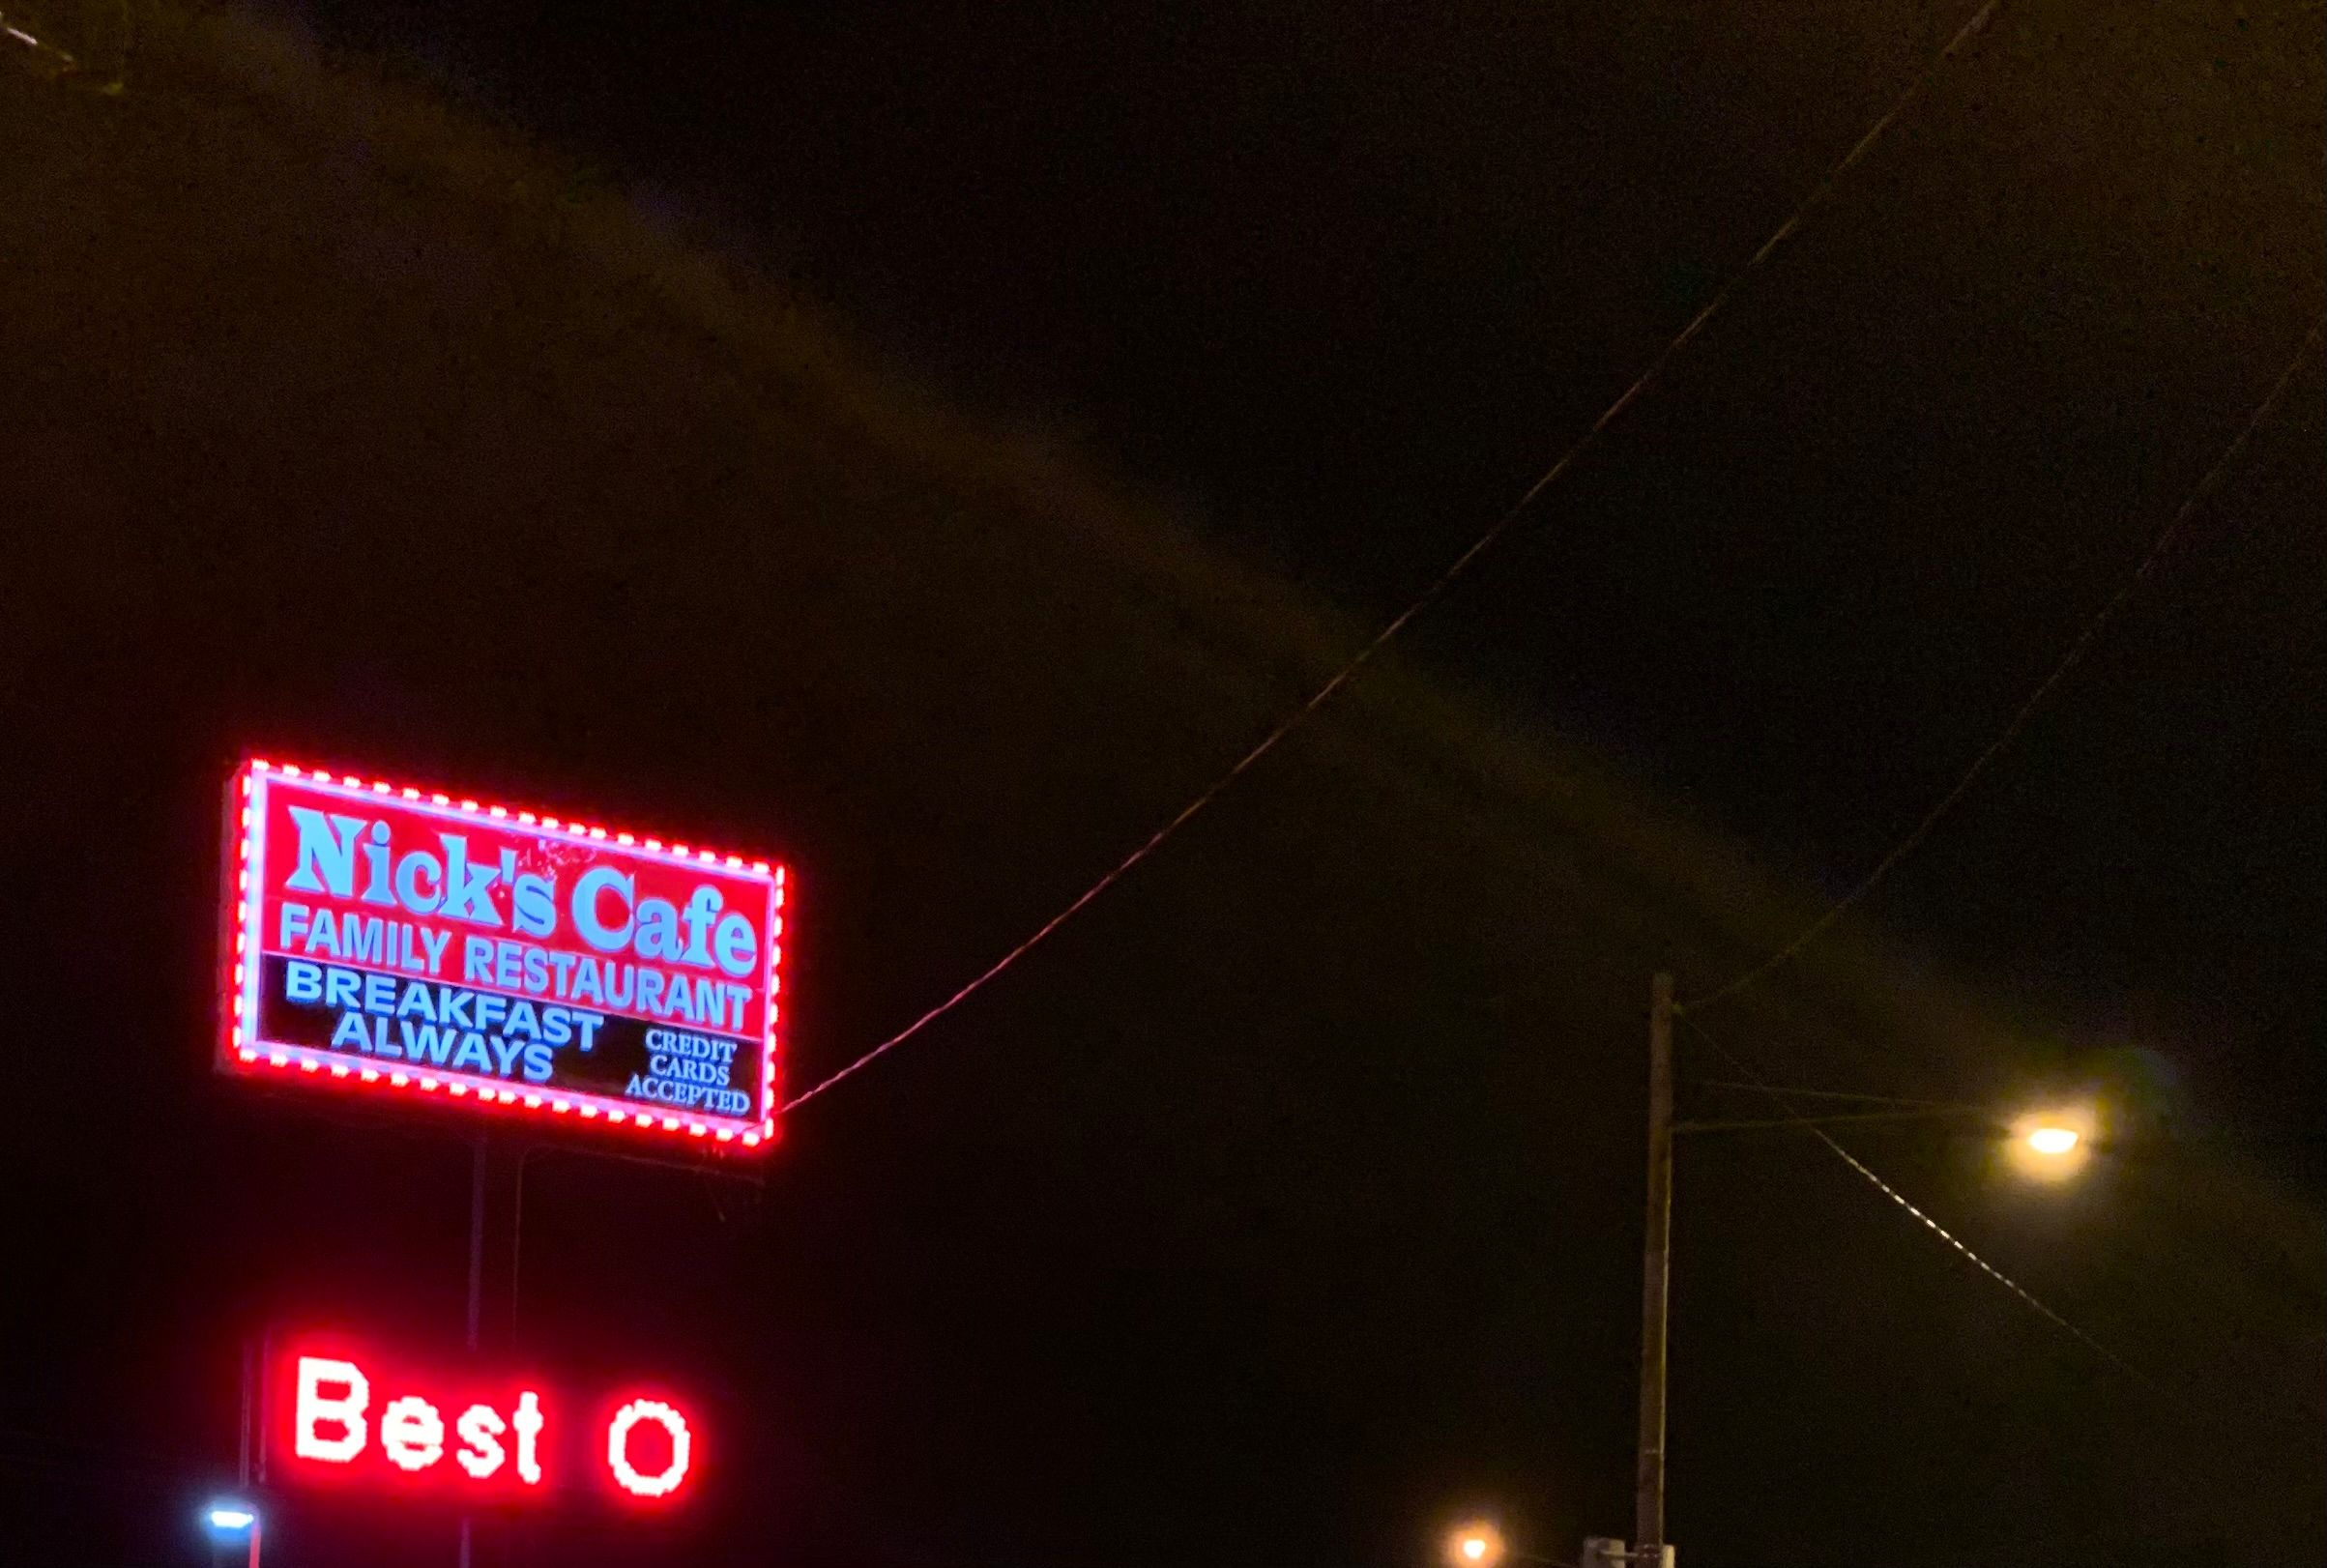 Nick's Cafe
FAMILY RESTAURANT
BREAKFAST
ALWAYS
CREDIT
CARDS
ACCEPTED
Best O